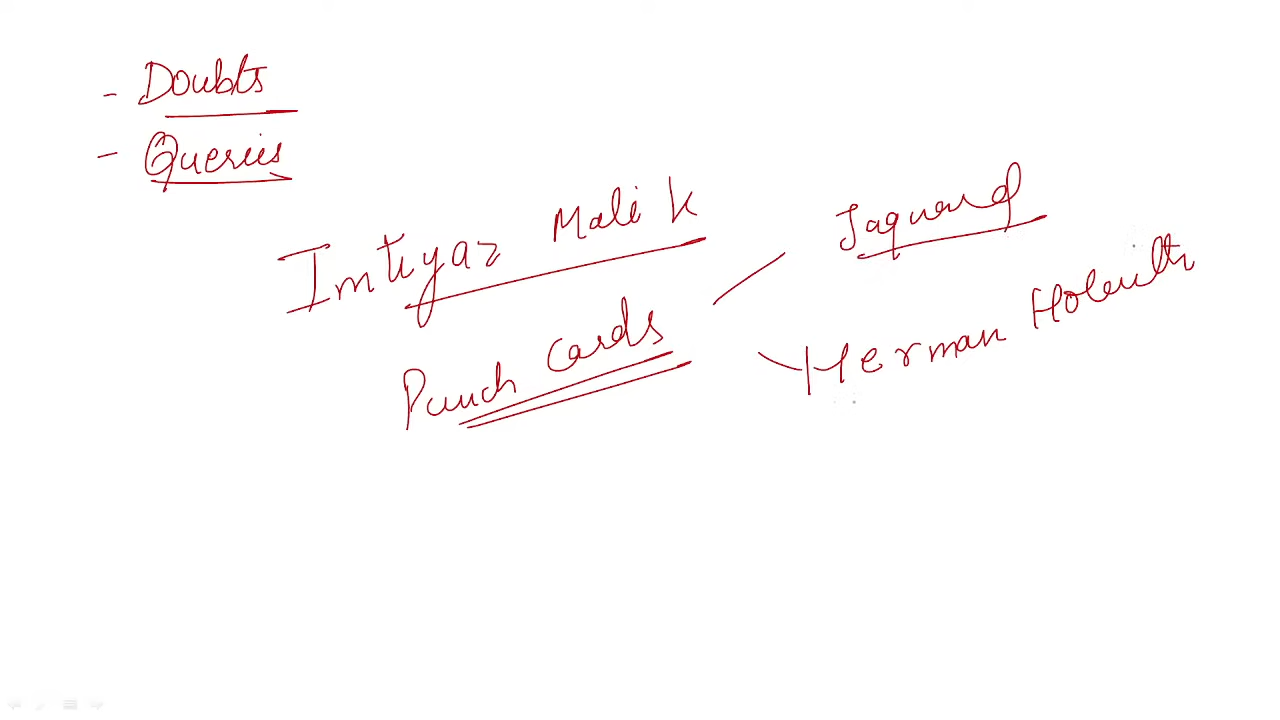 - Doubts
- Queries
Imtiyaz Malik
Punch Cards
Jaquard
Herman Holerith